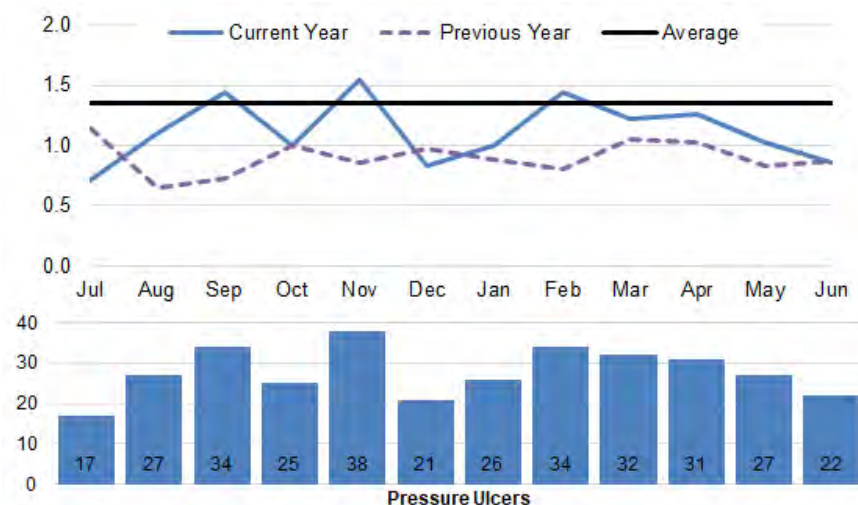 2.0
Current Year Previous Year Average
1.5
1.0
0.5
0.0
Jul Aug Sep Oct Nov Dec Jan Feb Mar Apr May Jun
40
30
20
10
0
17 27 34 25 38 21 26 34 32 31 27 22
Pressure Ulcers